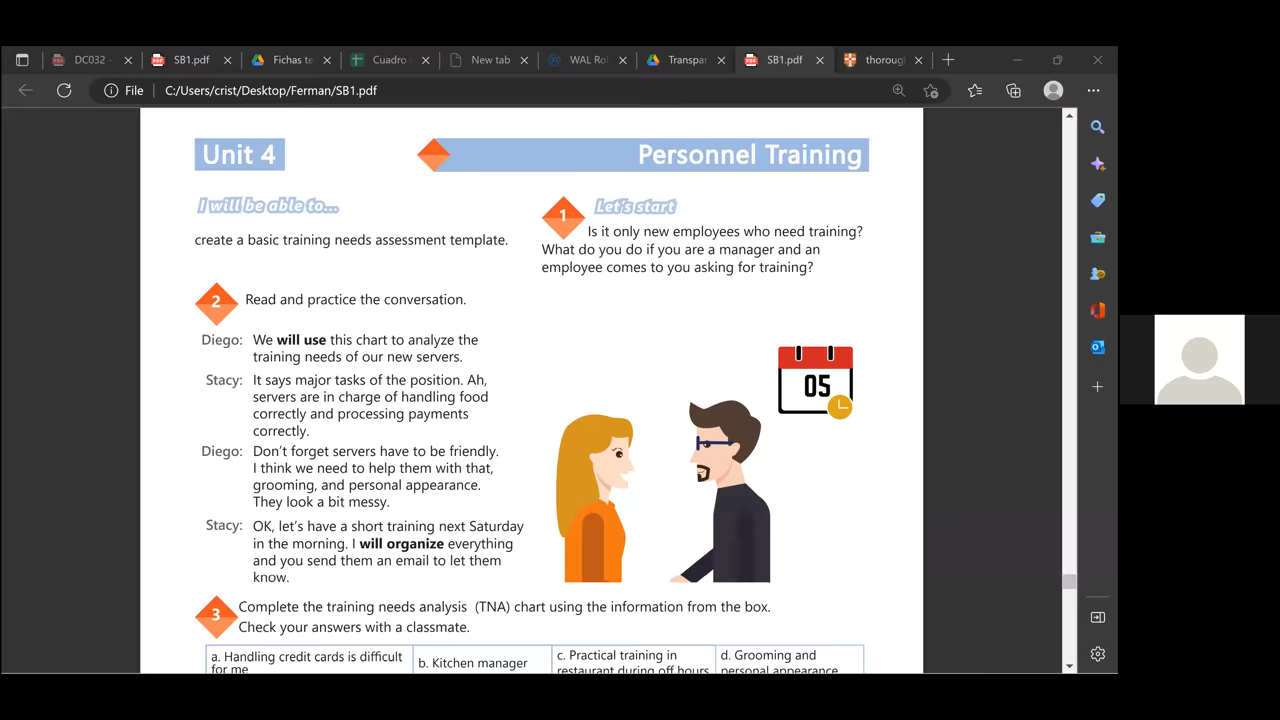 DC032
SB1.pdf
Fichas te
Cuadro
New tab
WAL Rol
Transpar
SB1.pdf
thoroug
File
C:/Users/crist/Desktop/Ferman/SB1.pdf
Unit 4
Personnel Training
I will be able to...
create a basic training needs assessment template.
1
Let's start
Is it only new employees who need training?
What do you do if you are a manager and an
employee comes to you asking for training?
2
Read and practice the conversation.
Diego: We will use this chart to analyze the
training needs of our new servers.
Stacy: It says major tasks of the position. Ah,
servers are in charge of handling food
correctly and processing payments
correctly.
Diego: Don't forget servers have to be friendly.
I think we need to help them with that,
grooming, and personal appearance.
They look a bit messy.
Stacy: OK, let's have a short training next Saturday
in the morning. I will organize everything
and you send them an email to let them
know.
05
3
Complete the training needs analysis (TNA) chart using the information from the box.
Check your answers with a classmate.
a. Handling credit cards is difficult
for me
b. Kitchen manager
c. Practical training in
restaurant during off hours
d. Grooming and
personal appearance